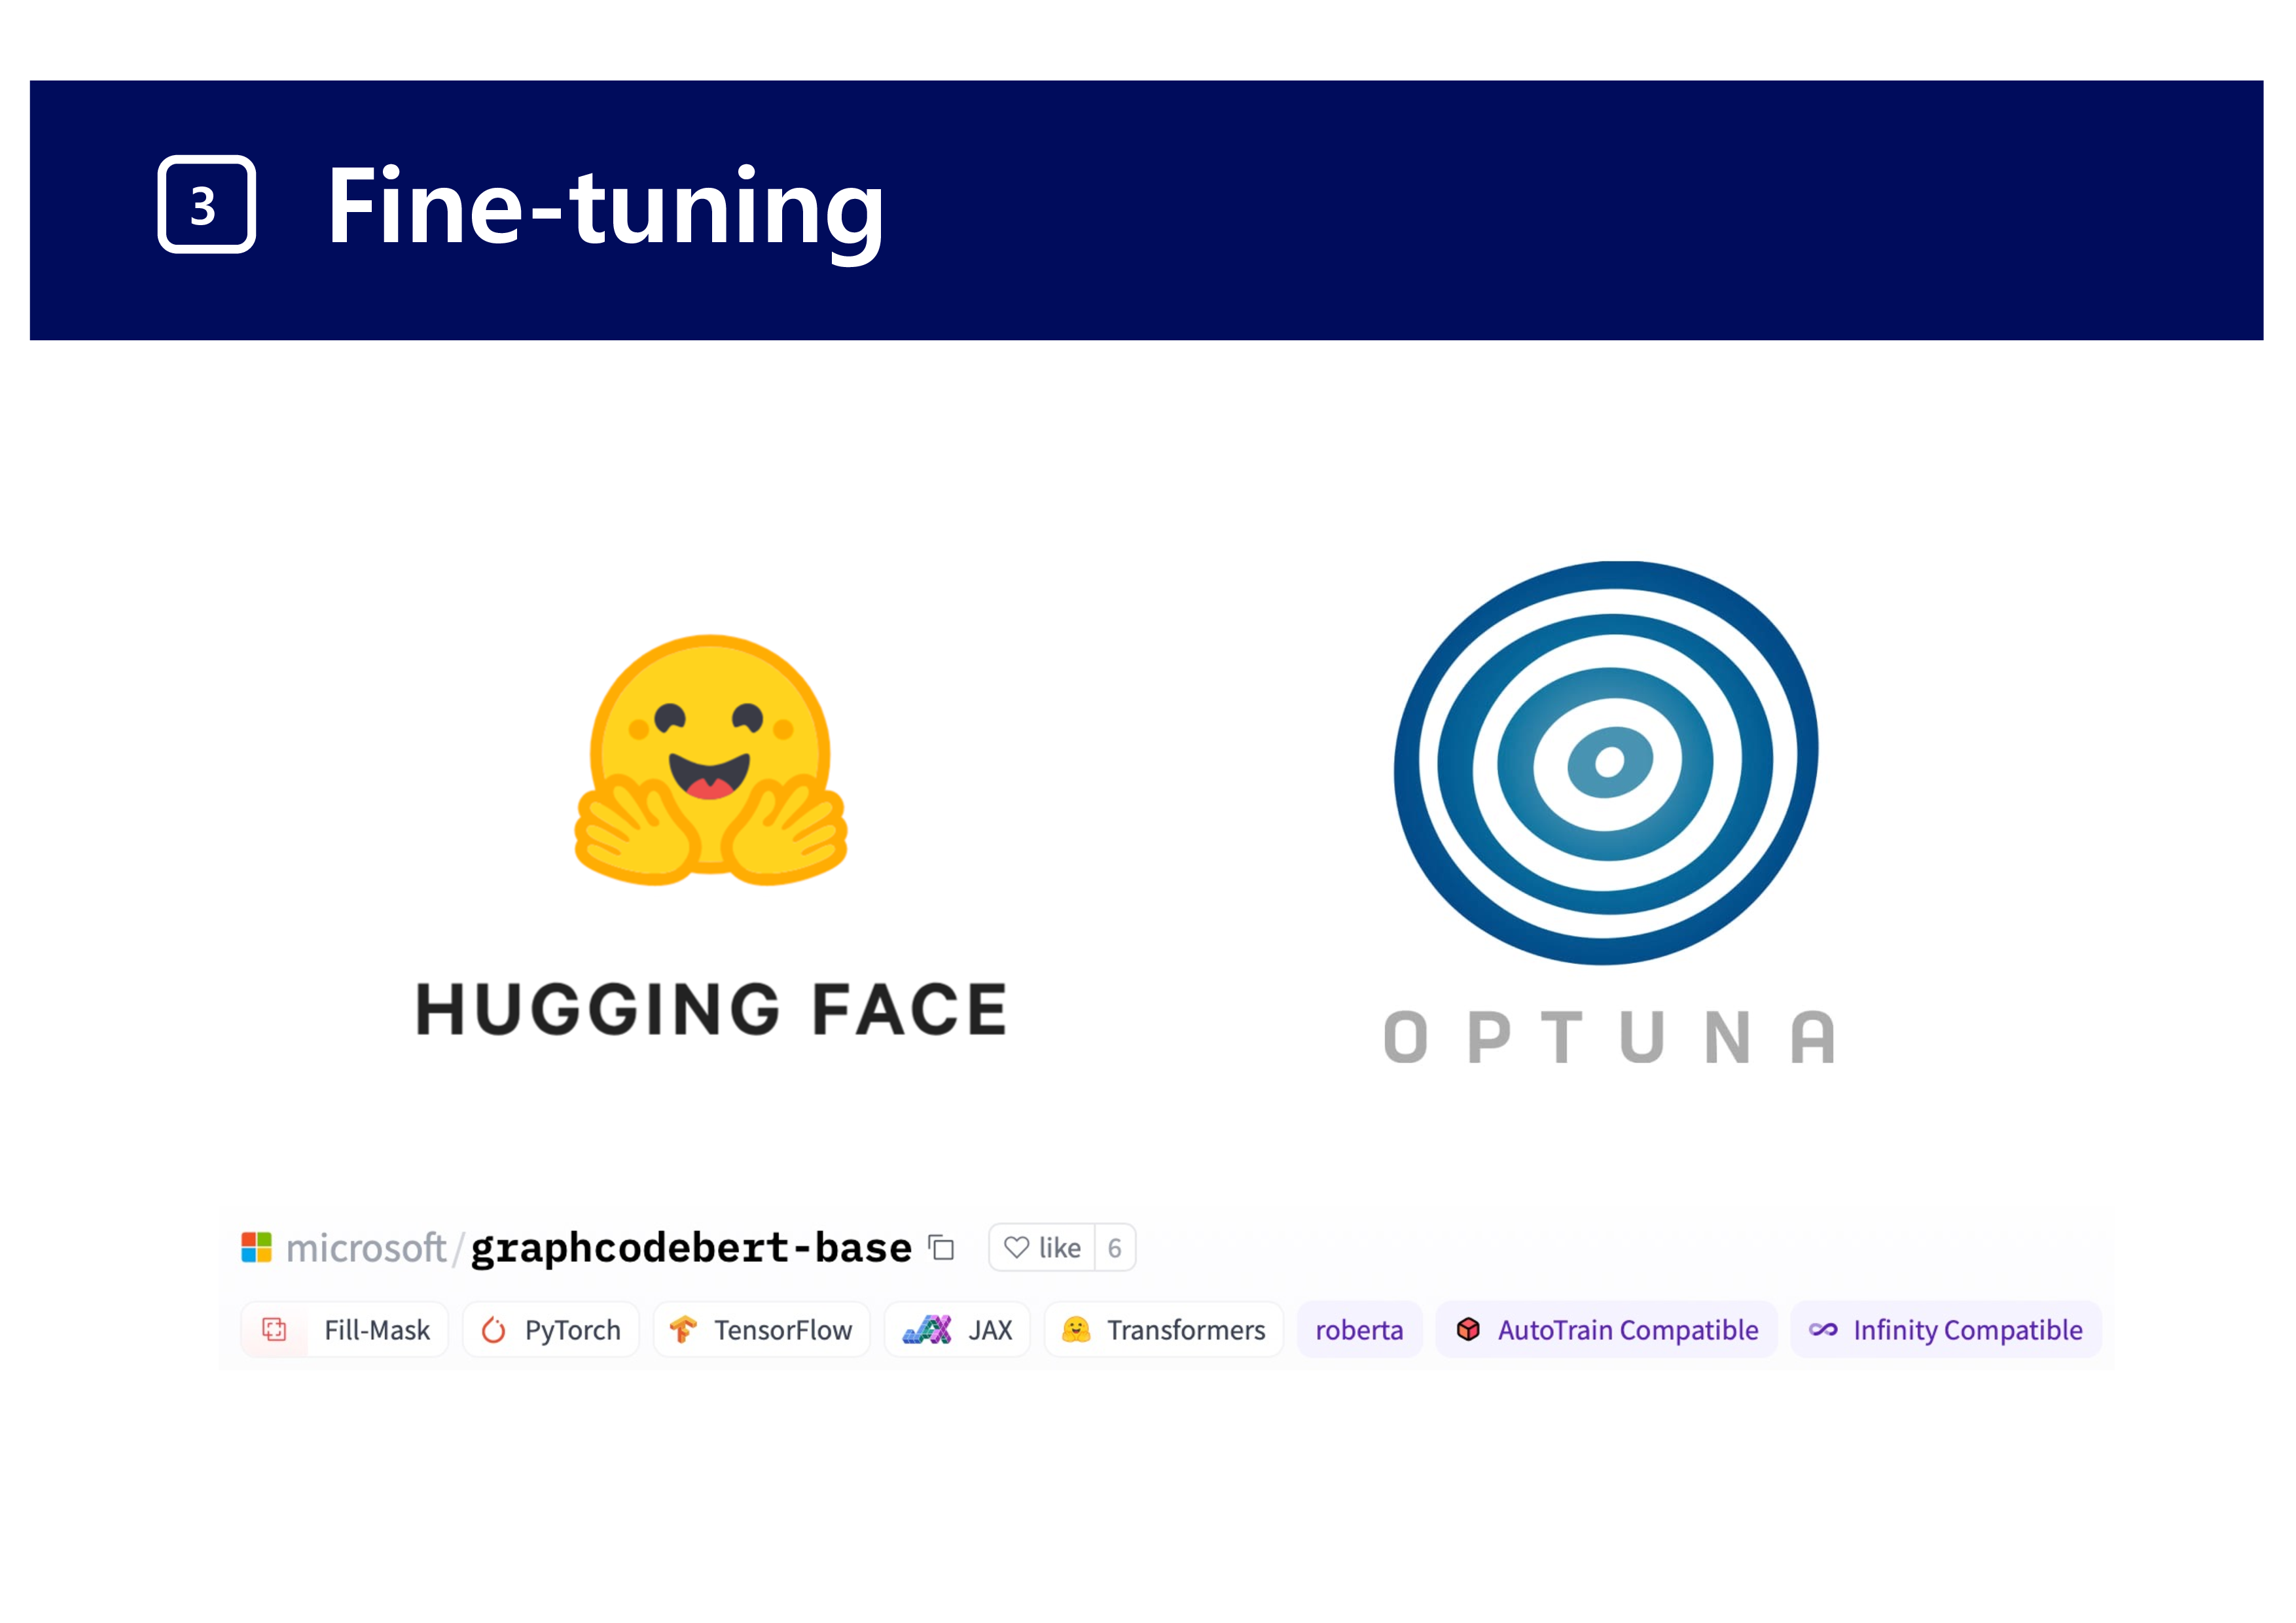 3 Fine-tuning
HUGGING FACE
OPTUNA
microsoft/graphcodebert-base like 6
Fill-Mask PyTorch TensorFlow JAX Transformers roberta AutoTrain Compatible Infinity Compatible